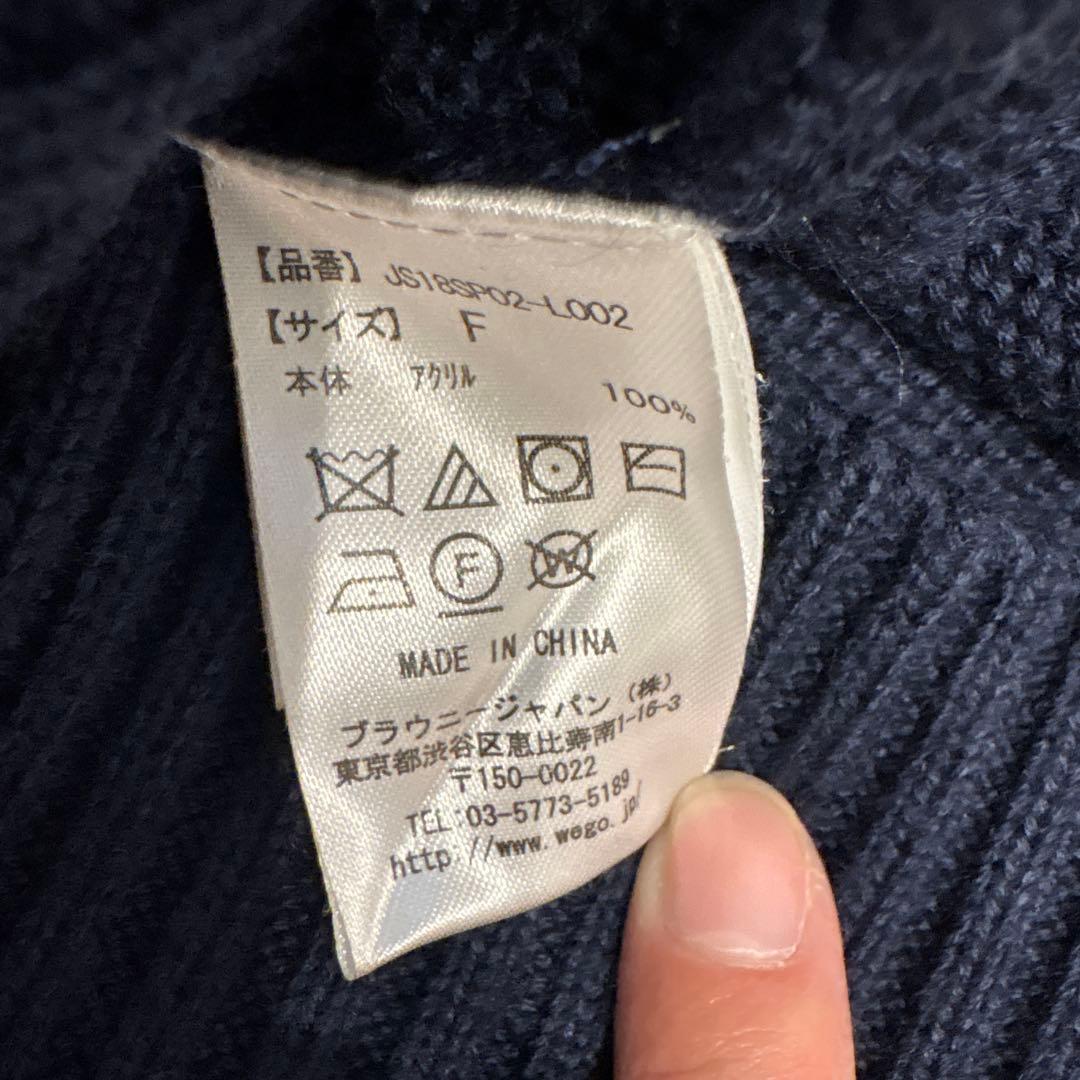 【品番】 JS18SP02-L002
【サイズ】 F
本体 アクリル 100%
F W
MADE IN CHINA
ブラウニージャパン(株)
東京都渋谷区恵比寿南1-16-3
〒150-0022
TEL:03-5773-5189
http://www.wego.jp/